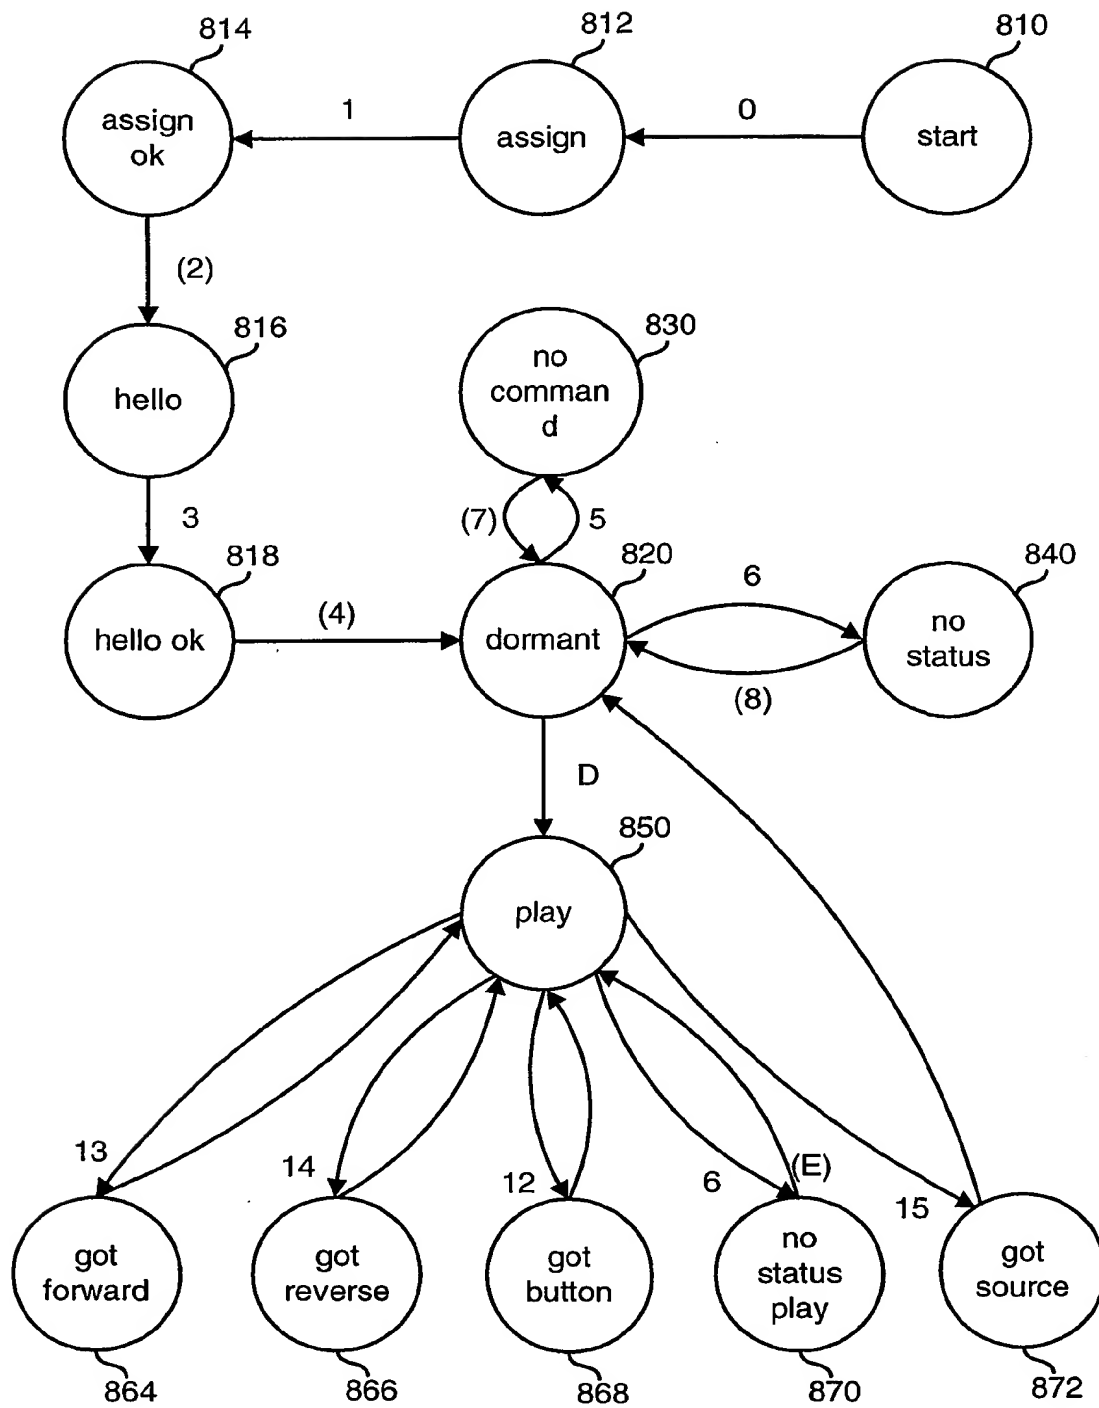 814
812
810
assign
ok
1
assign
0
start
(2)
816
hello
830
no
comman
d
3
(7)
5
818
820
840
hello ok
(4)
dormant
6
no
status
(8)
D
850
play
13
14
12
6
(E)
15
got
forward
got
reverse
got
button
no
status
play
got
source
864
866
868
870
872